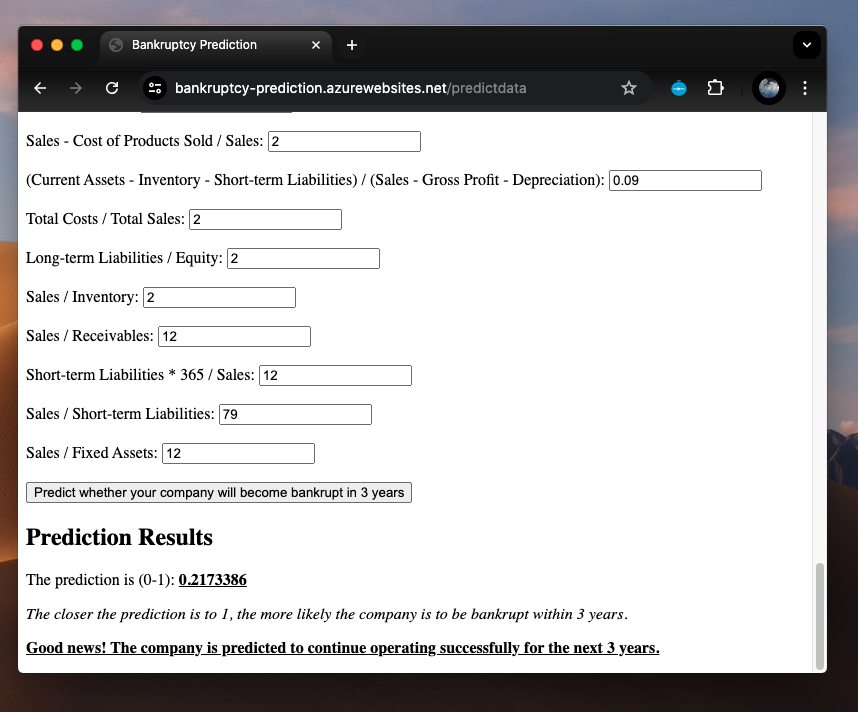 Bankruptcy Prediction
bankruptcy-prediction.azurewebsites.net/predictdata
Sales - Cost of Products Sold / Sales: 2
(Current Assets - Inventory - Short-term Liabilities) / (Sales - Gross Profit - Depreciation): 0.09
Total Costs / Total Sales: 2
Long-term Liabilities / Equity: 2
Sales / Inventory: 2
Sales / Receivables: 12
Short-term Liabilities * 365 / Sales: 12
Sales / Short-term Liabilities: 79
Sales / Fixed Assets: 12
Predict whether your company will become bankrupt in 3 years
Prediction Results
The prediction is (0-1): 0.2173386
The closer the prediction is to 1, the more likely the company is to be bankrupt within 3 years.
Good news! The company is predicted to continue operating successfully for the next 3 years.